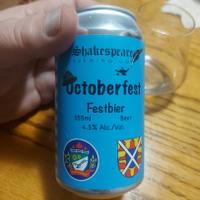 Shakespeare
BREWING CO
Octoberfest
Festbier
355ml Beer
4.5% Alc./Vol.